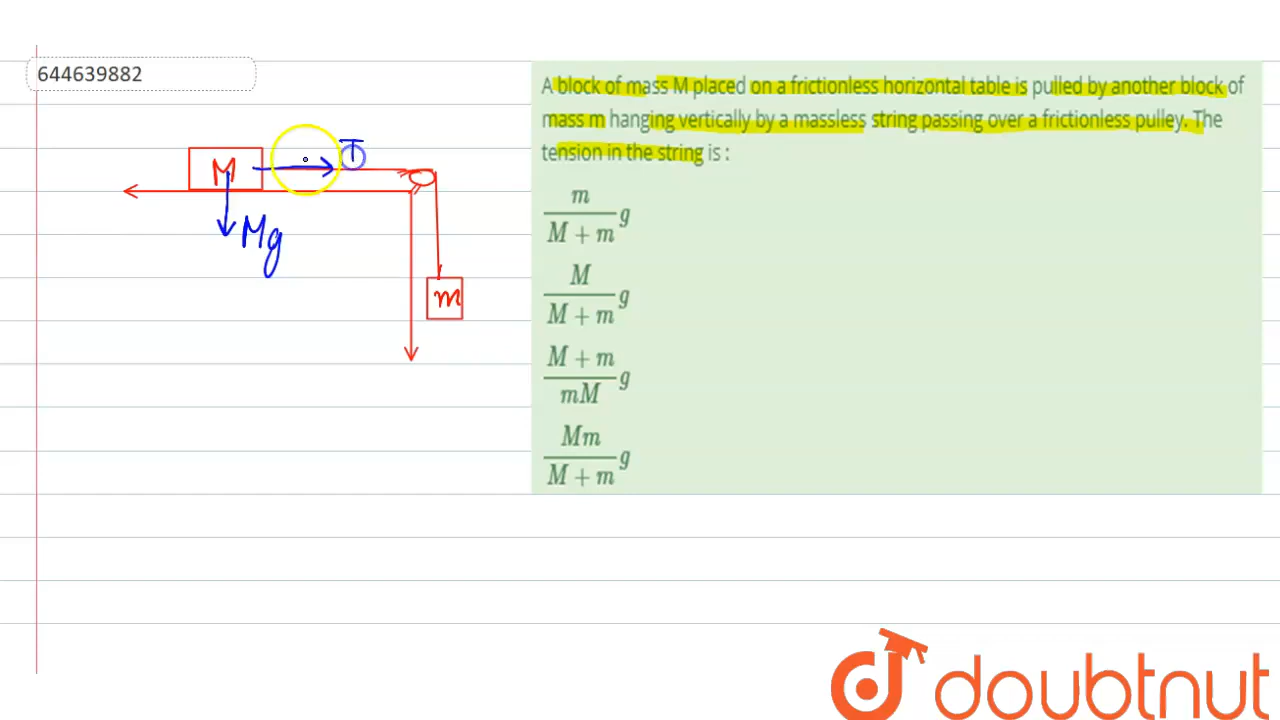 644639882
A block of mass M placed on a frictionless horizontal table is pulled by another block of
mass m hanging vertically by a massless string passing over a frictionless pulley. The
tension in the string is :
m
M + m g
M
M + m g
M + m
mM g
Mm
M + m g
M
T
Mg
m
doubtnut